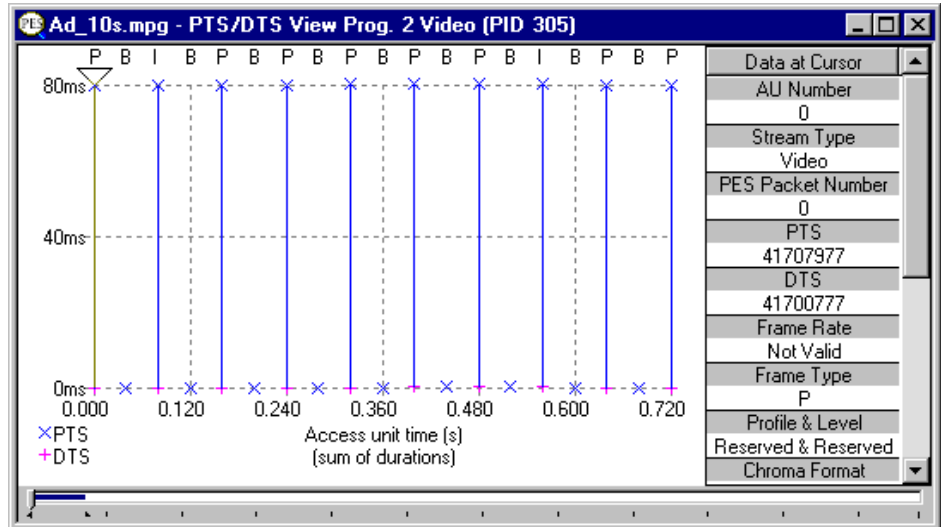 PES Ad_10s.mpg - PTS/DTS View Prog. 2 Video (PID 305)
P B I B P B P B P B P B P B I B P B P
80ms
40ms
0ms
0.000 0.120 0.240 0.360 0.480 0.600 0.720
×PTS
+DTS
Access unit time (s)
(sum of durations)
Data at Cursor
AU Number
0
Stream Type
Video
PES Packet Number
0
PTS
41707977
DTS
41700777
Frame Rate
Not Valid
Frame Type
P
Profile & Level
Reserved & Reserved
Chroma Format